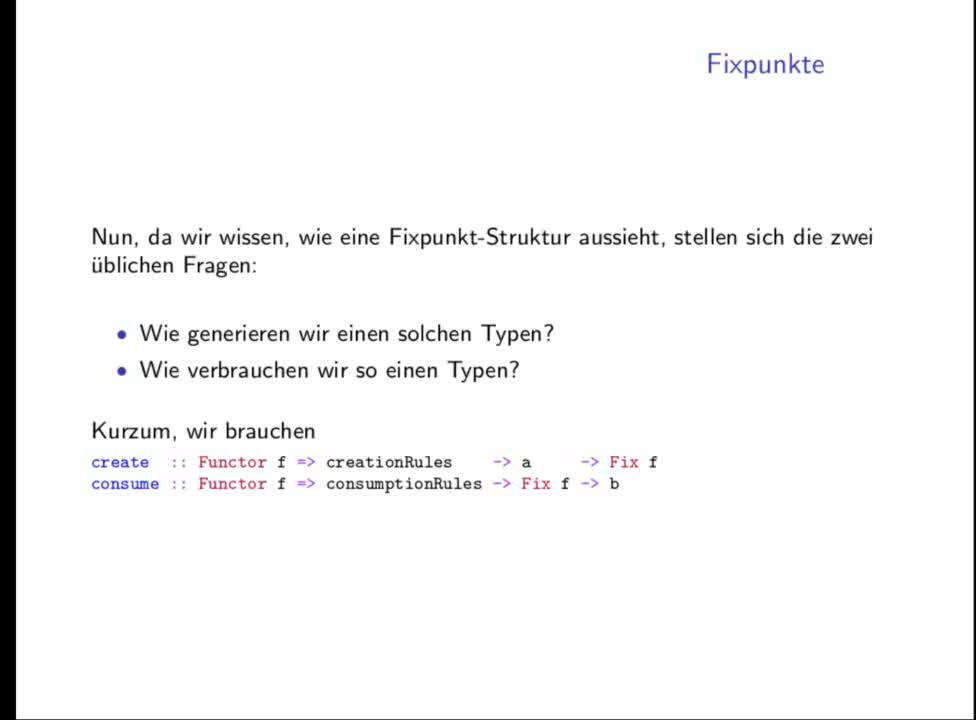 Fixpunkte
Nun, da wir wissen, wie eine Fixpunkt-Struktur aussieht, stellen sich die zwei
üblichen Fragen:
• Wie generieren wir einen solchen Typen?
• Wie verbrauchen wir so einen Typen?
Kurzum, wir brauchen
create  :: Functor f => creationRules    -> a     -> Fix f
consume :: Functor f => consumptionRules -> Fix f -> b